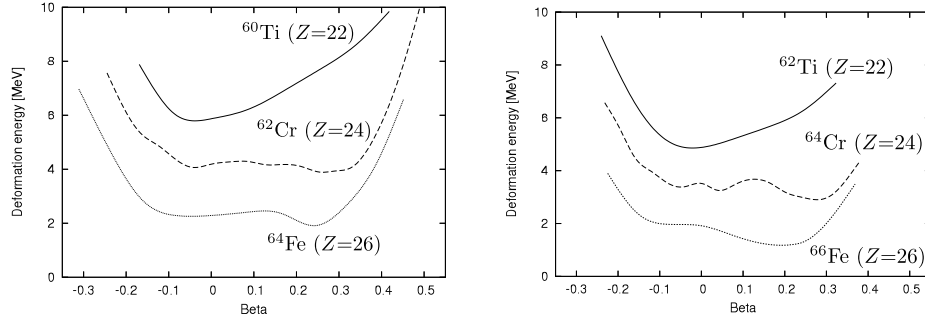 10
8
6
4
2
0
Deformation energy [MeV]
-0.3 -0.2 -0.1 0 0.1 0.2 0.3 0.4 0.5
Beta
⁶⁰Ti (Z=22)
⁶²Cr (Z=24)
⁶⁴Fe (Z=26)
10
8
6
4
2
0
Deformation energy [MeV]
-0.3 -0.2 -0.1 0 0.1 0.2 0.3 0.4 0.5
Beta
⁶²Ti (Z=22)
⁶⁴Cr (Z=24)
⁶⁶Fe (Z=26)